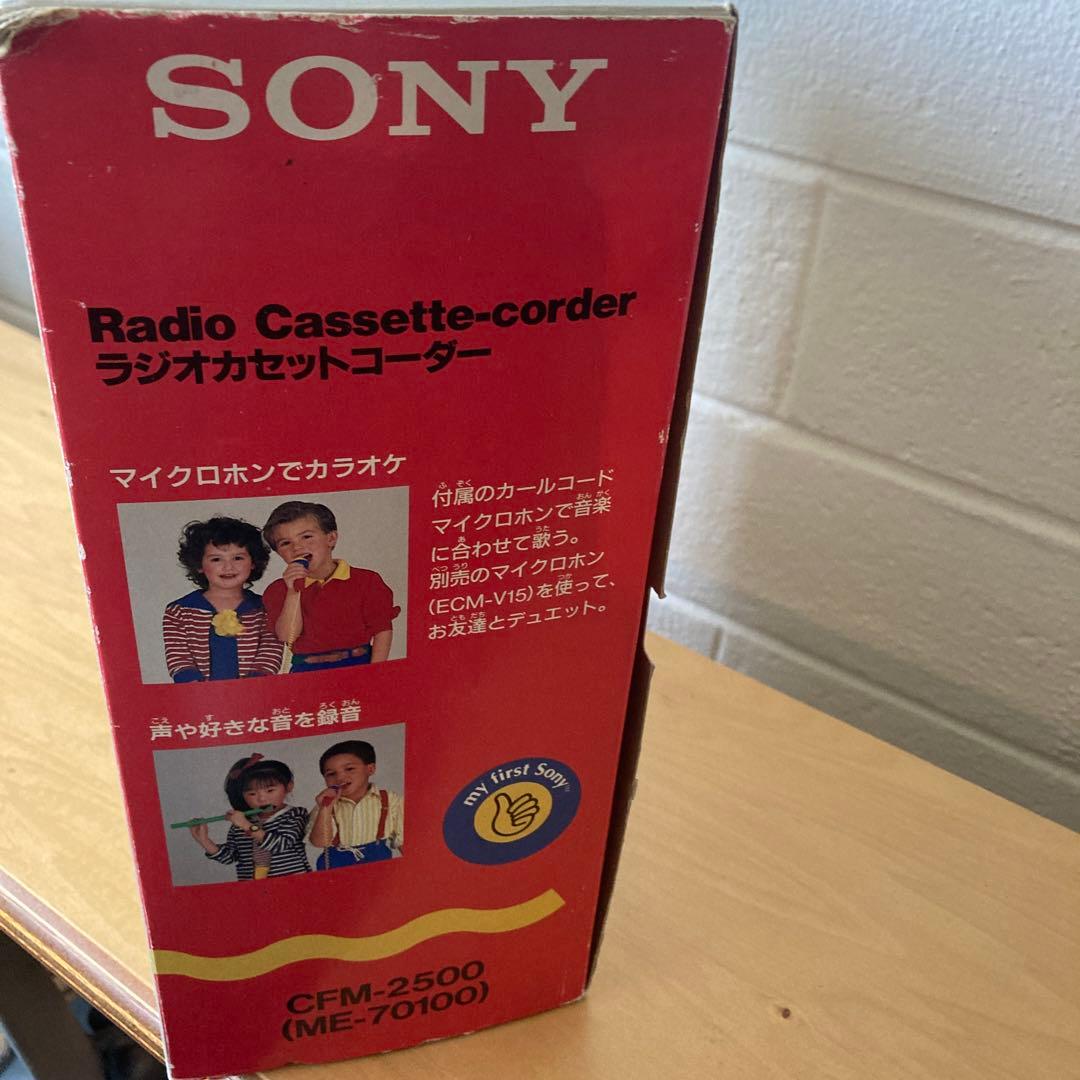 SONY
Radio Cassette-corder
ラジオカセットコーダー
マイクロホンでカラオケ
付属のカールコード
マイクロホンで音楽
に合わせて歌う。
別売のマイクロホン
(ECM-V15)を使って、
お友達とデュエット。
声や好きな音を録音
my first Sony™
CFM-2500
(ME-70100)